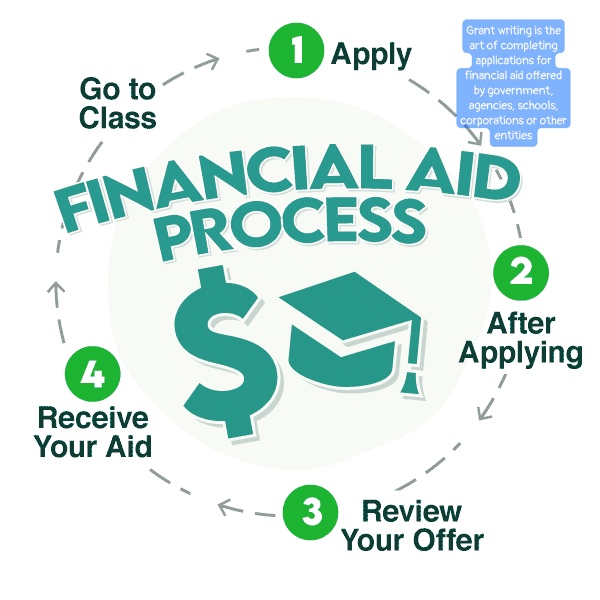 1 Apply
Grant writing is the
art of completing
applications for
financial aid offered
by government,
agencies, schools,
corporations or other
entities
Go to
Class
FINANCIAL AID
PROCESS
$
2
After
Applying
4
Receive
Your Aid
3 Review
Your Offer